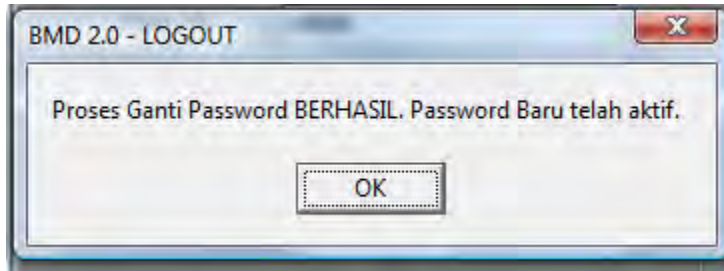 BMD 2.0 - LOGOUT
Proses Ganti Password BERHASIL. Password Baru telah aktif.
OK